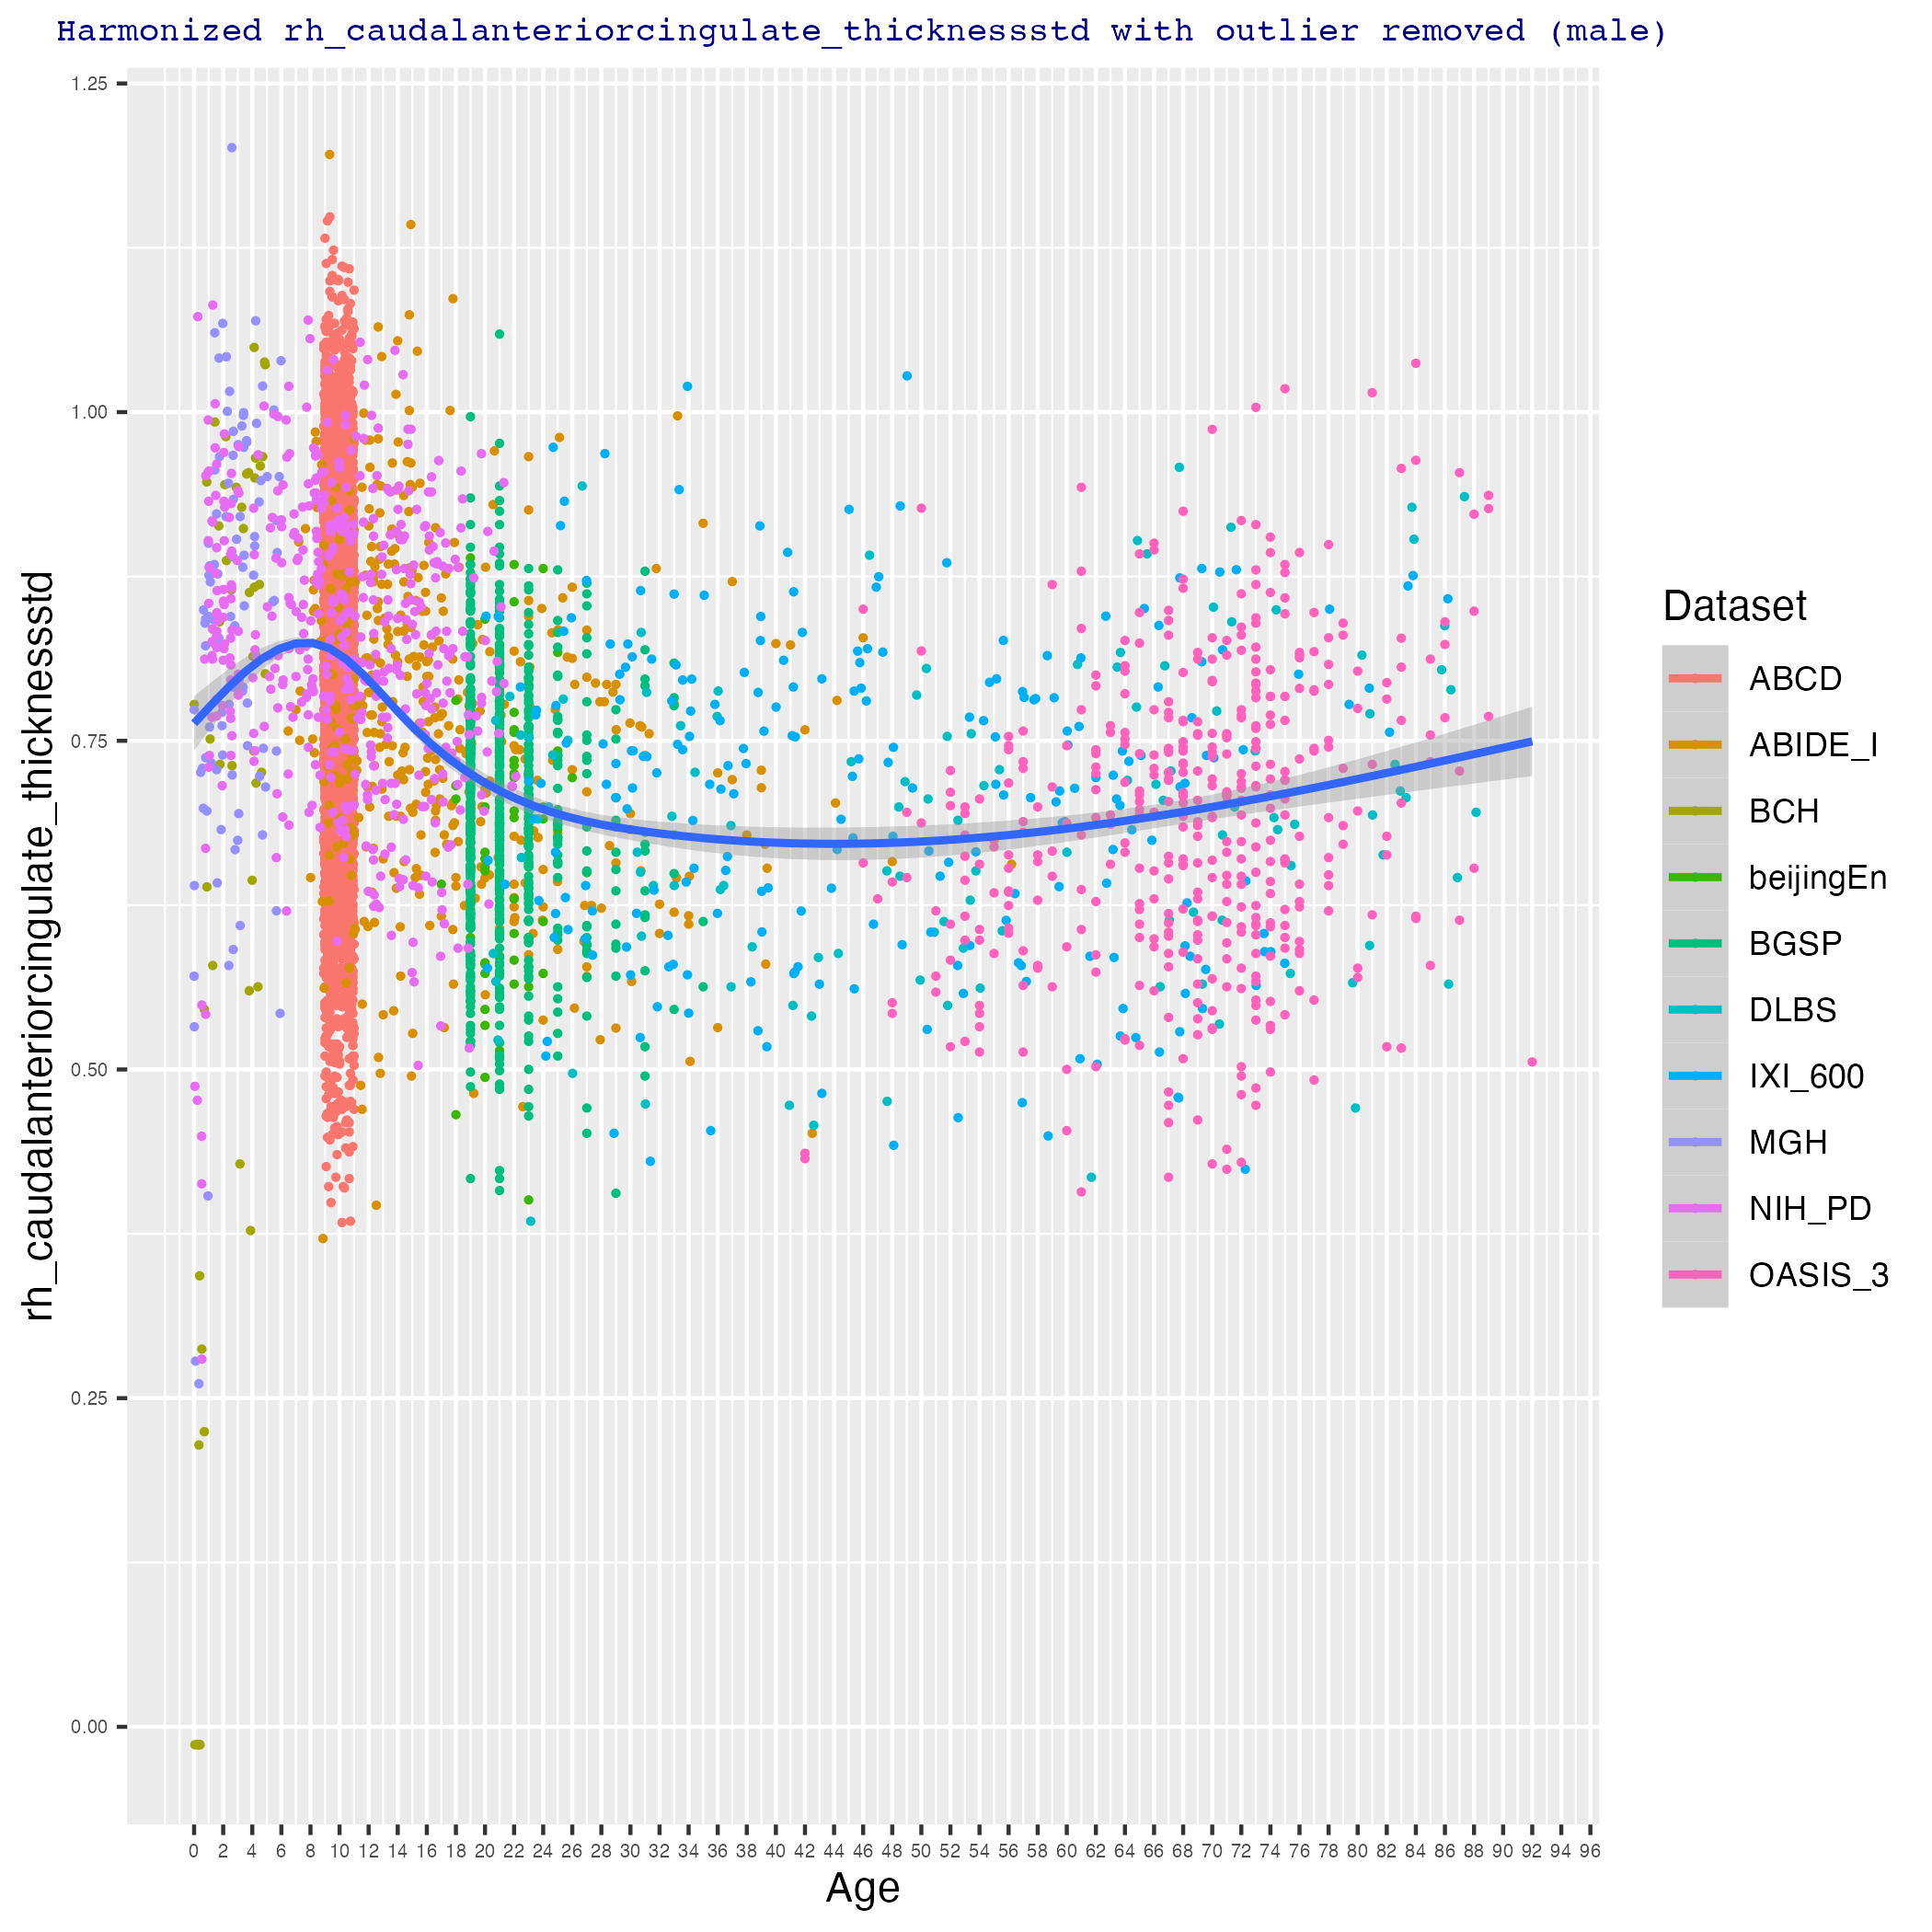 Harmonized rh_caudalanteriorcingulate_thicknessstd with outlier removed (male)
rh_caudalanteriorcingulate_thicknessstd
1.25
1.00
0.75
0.50
0.25
0.00
0 2 4 6 8 10 12 14 16 18 20 22 24 26 28 30 32 34 36 38 40 42 44 46 48 50 52 54 56 58 60 62 64 66 68 70 72 74 76 78 80 82 84 86 88 90 92 94 96
Age
Dataset
ABCD
ABIDE_I
BCH
beijingEn
BGSP
DLBS
IXI_600
MGH
NIH_PD
OASIS_3